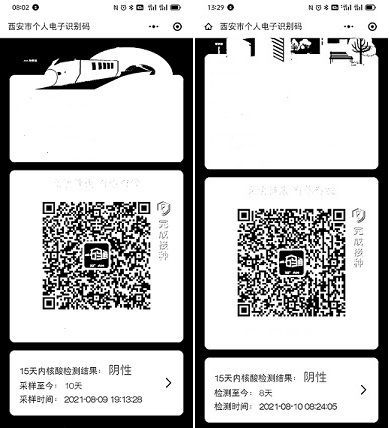 08:02
西安市个人电子识别码
完成接种
15天内核酸检测结果： 阴性
采样至今： 10天
采样时间： 2021-08-09 19:13:28
13:29
西安市个人电子识别码
完成接种
15天内核酸检测结果： 阴性
检测至今： 8天
检测时间： 2021-08-10 08:24:05